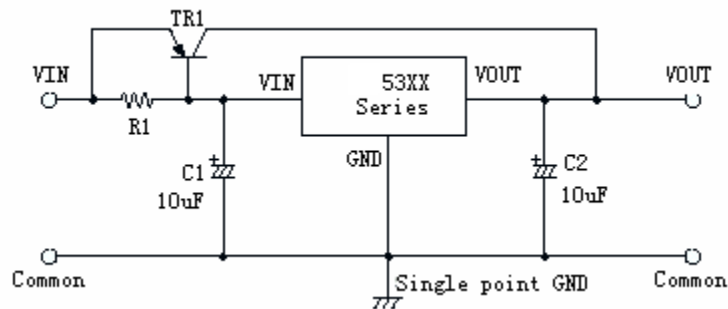 TR1
VIN
R1
VIN
53XX
Series
VOUT
VOUT
GND
+
C1
10uF
+
C2
10uF
Common
Single point GND
Common